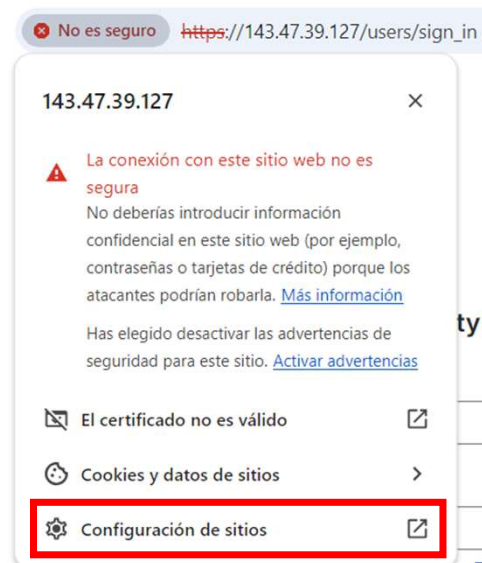 No es seguro https://143.47.39.127/users/sign_in
143.47.39.127
La conexión con este sitio web no es
segura
No deberías introducir información
confidencial en este sitio web (por ejemplo,
contraseñas o tarjetas de crédito) porque los
atacantes podrían robarla. Más información
ty
Has elegido desactivar las advertencias de
seguridad para este sitio. Activar advertencias
El certificado no es válido
Cookies y datos de sitios
Configuración de sitios